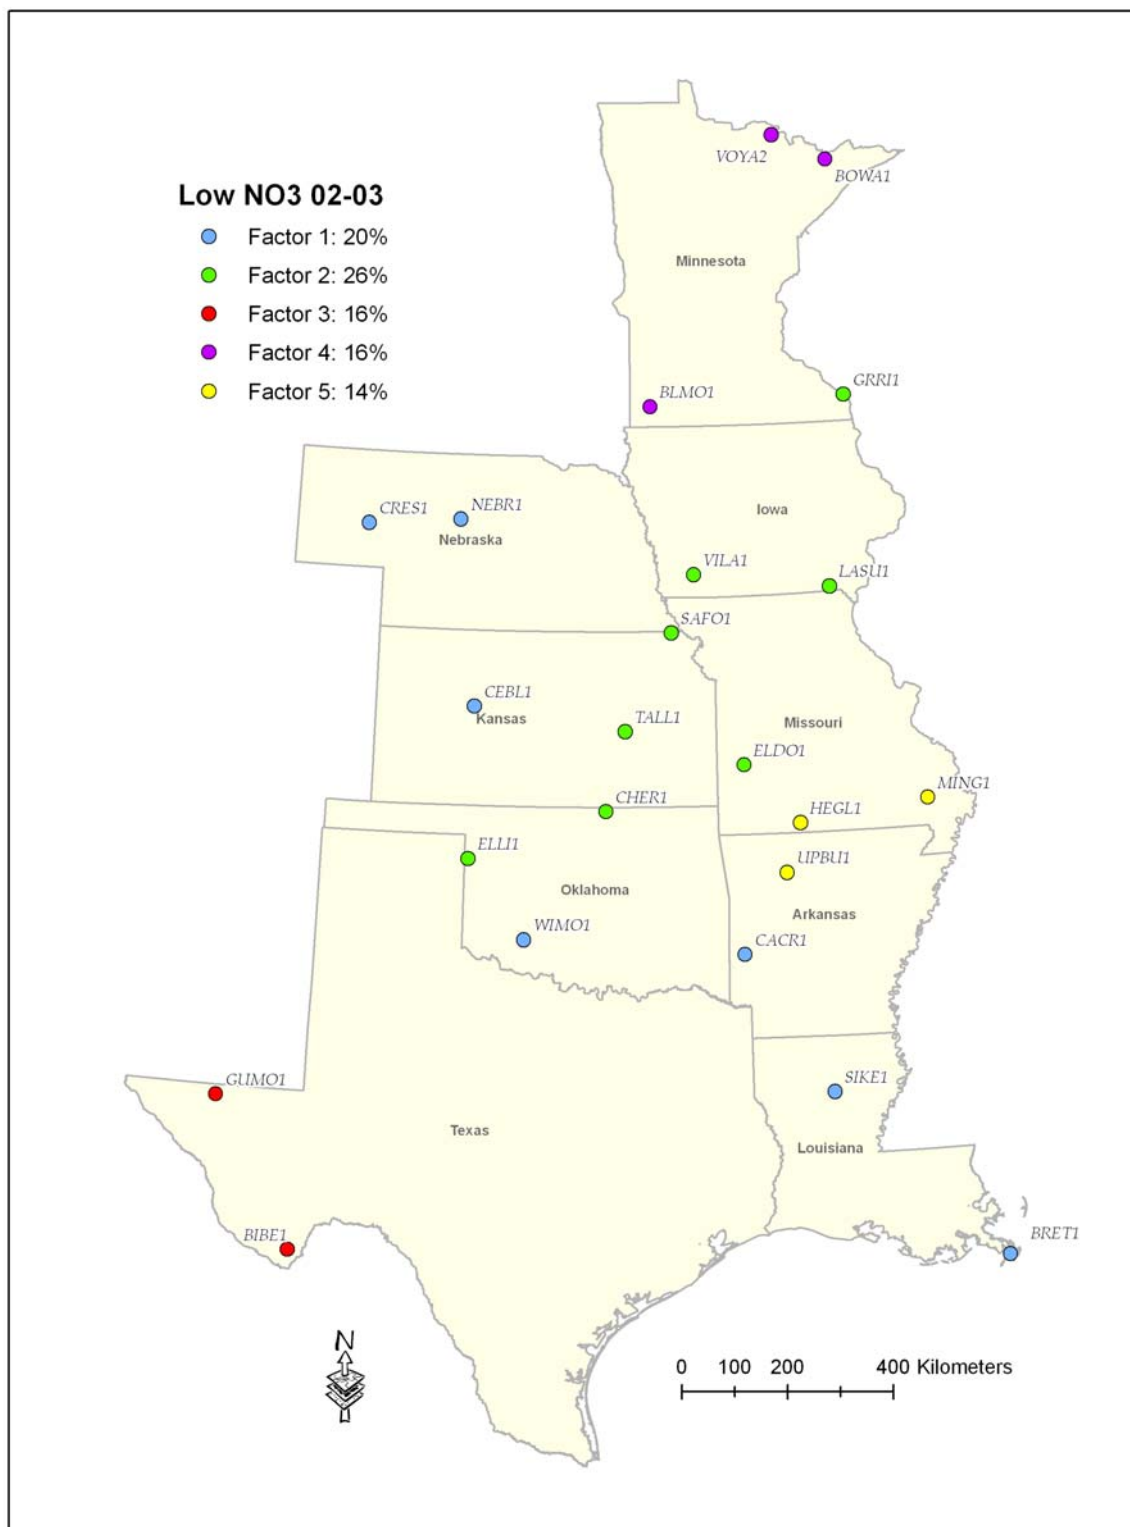 VOYA2
BOWA1
Low NO3 02-03
Factor 1: 20%
Factor 2: 26%
Factor 3: 16%
Factor 4: 16%
Factor 5: 14%
Minnesota
GRRI1
BLMO1
CRES1
NEBR1
Nebraska
Iowa
VILA1
LASU1
SAFO1
CEBL1
Kansas
TALL1
Missouri
ELDO1
MING1
CHER1
HEGL1
ELLI1
UPBU1
Oklahoma
Arkansas
WIMO1
CACR1
GUMO1
SIKE1
Texas
Louisiana
BIBE1
BRET1
N
0 100 200 400 Kilometers